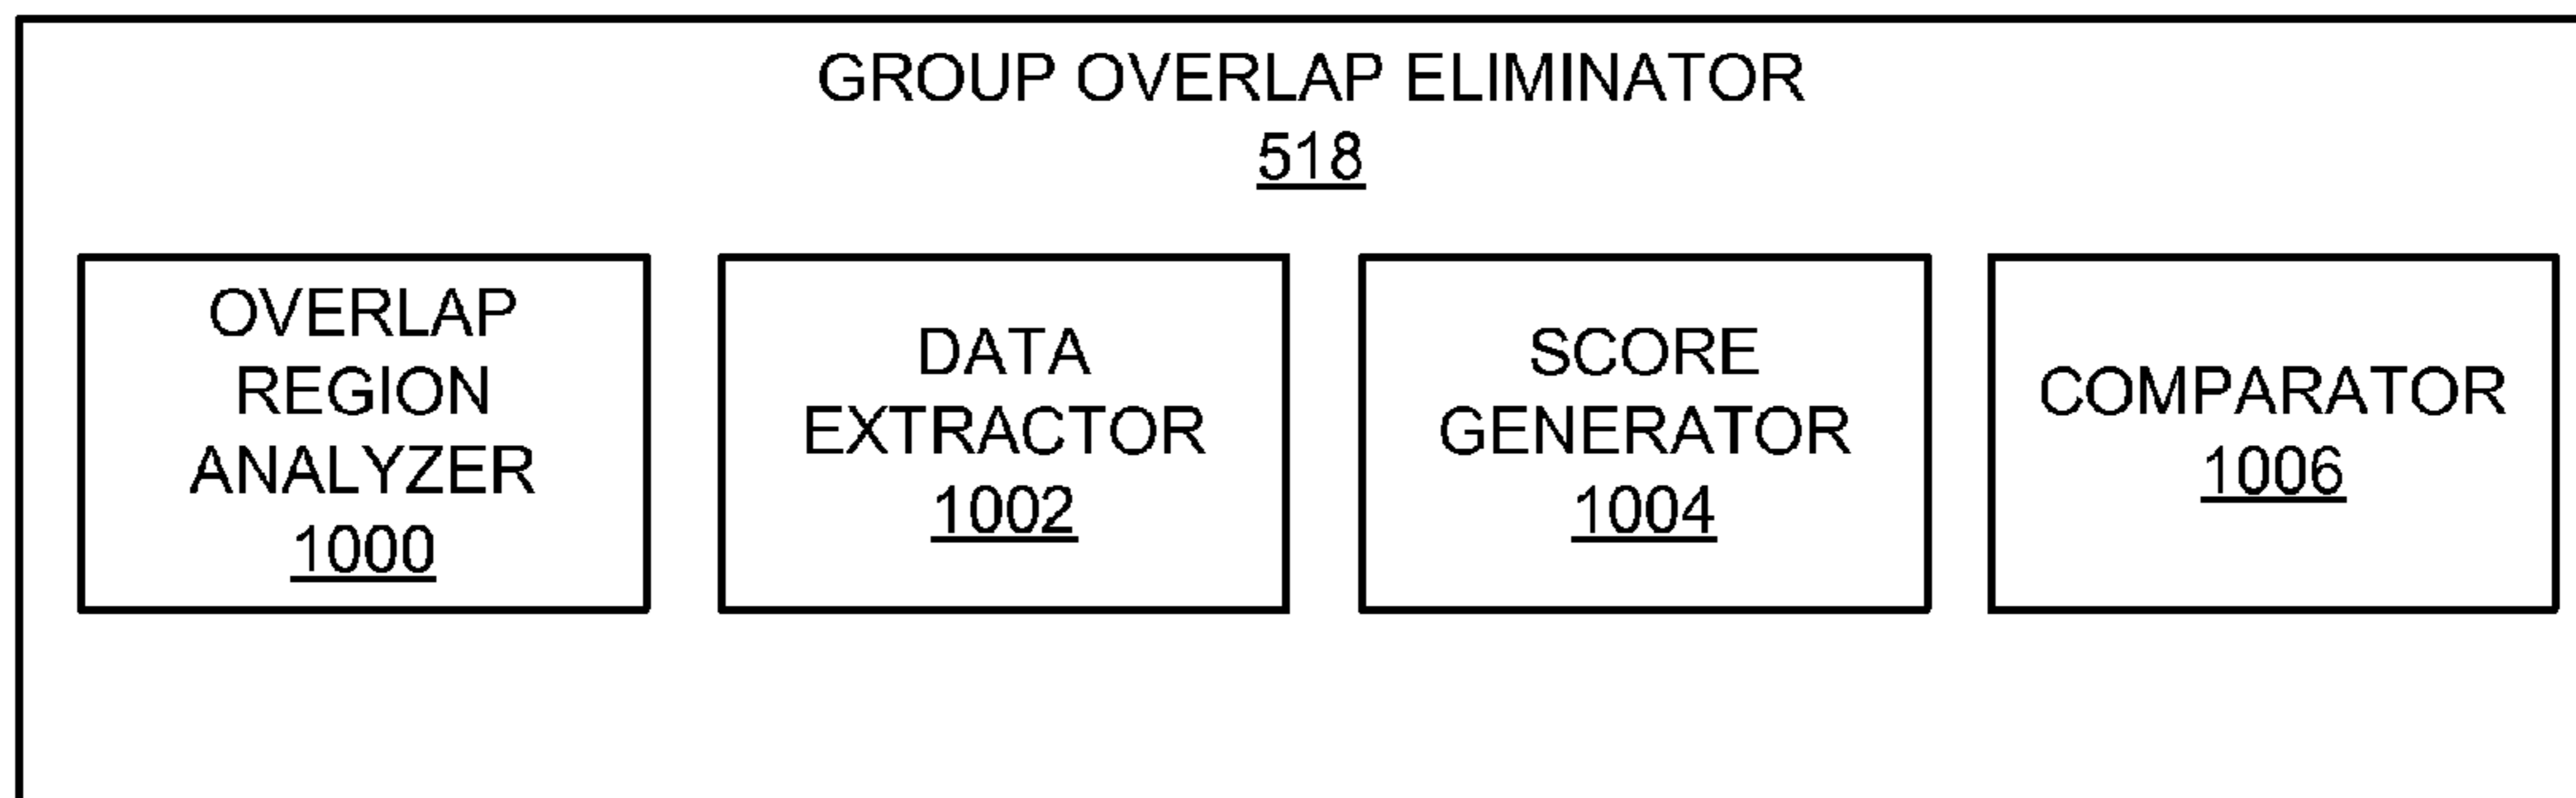 GROUP OVERLAP ELIMINATOR
518
OVERLAP
REGION
ANALYZER
1000
DATA
EXTRACTOR
1002
SCORE
GENERATOR
1004
COMPARATOR
1006